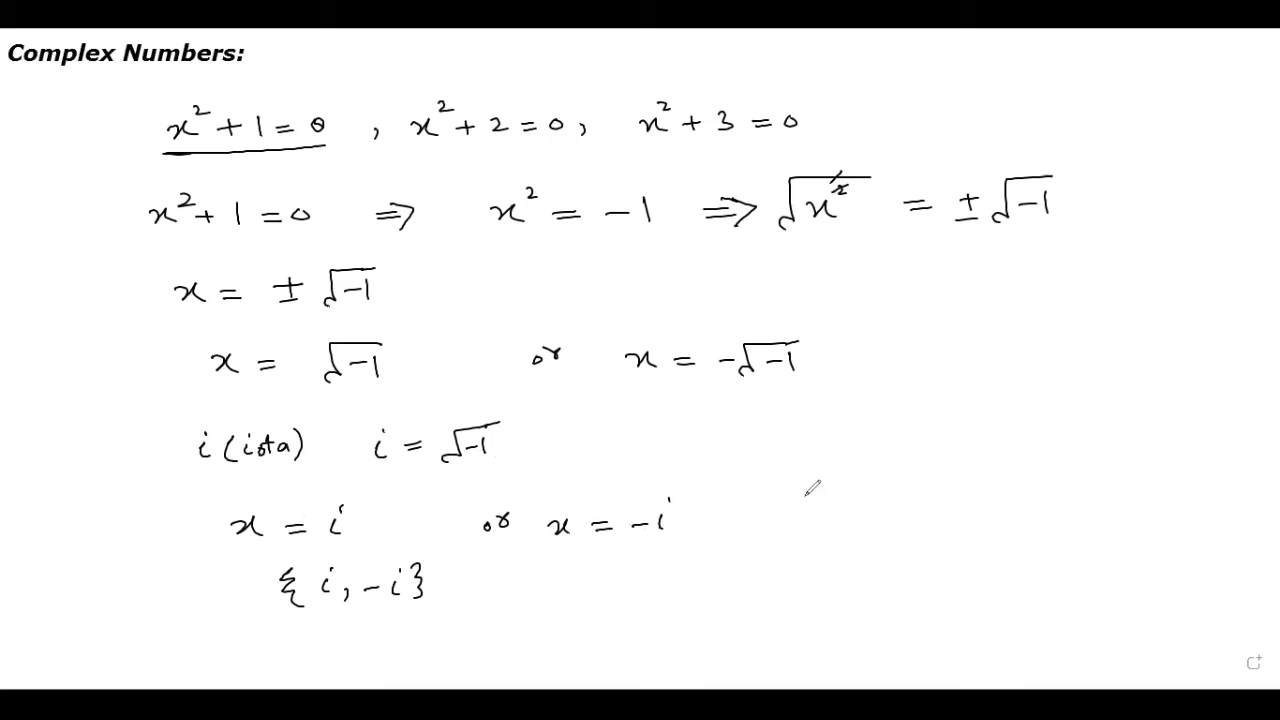 Complex Numbers:
x² + 1 = 0 , x² + 2 = 0 , x² + 3 = 0
x² + 1 = 0 ⇒ x² = −1 ⇒ √x² = ± √−1
x = ± √−1
x = √−1 or x = −√−1
i (iota) i = √−1
x = i or x = −i
{ i , −i }